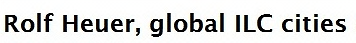 Rolf Heuer, global ILC cities